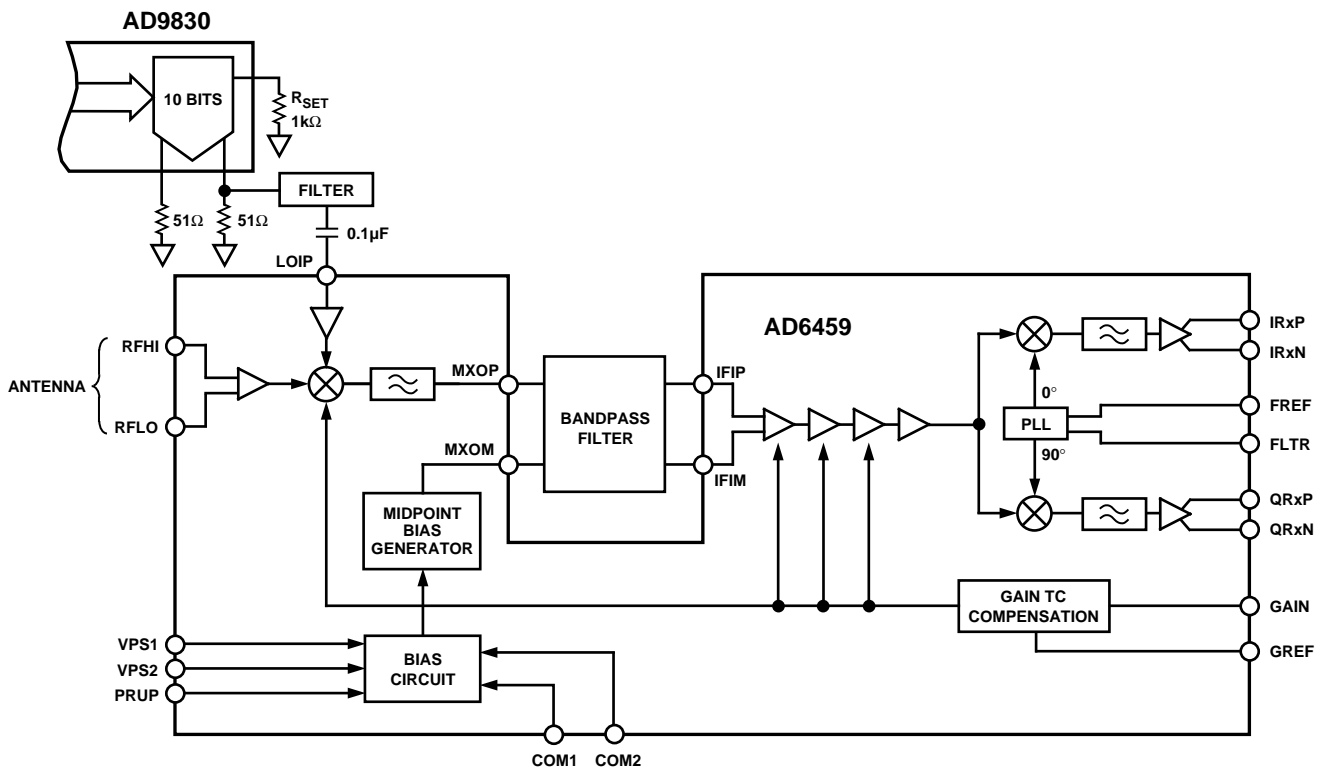 AD9830
10 BITS
RSET
1kΩ
51Ω
51Ω
FILTER
0.1µF
LOIP
AD6459
RFHI
ANTENNA
RFLO
MXOP
MXOM
BANDPASS
FILTER
IFIP
IFIM
0°
PLL
90°
IRxP
IRxN
FREF
FLTR
QRxP
QRxN
MIDPOINT
BIAS
GENERATOR
GAIN TC
COMPENSATION
GAIN
GREF
VPS1
VPS2
PRUP
BIAS
CIRCUIT
COM1
COM2